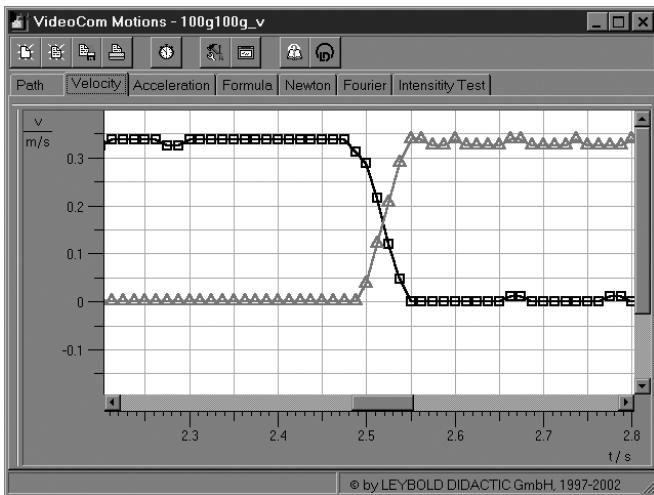 VideoCom Motions - 100g100g_v
Path Velocity Acceleration Formula Newton Fourier Intensitity Test
v
m/s
0.3
0.2
0.1
0
-0.1
2.3 2.4 2.5 2.6 2.7 2.8
t / s
© by LEYBOLD DIDACTIC GmbH, 1997-2002